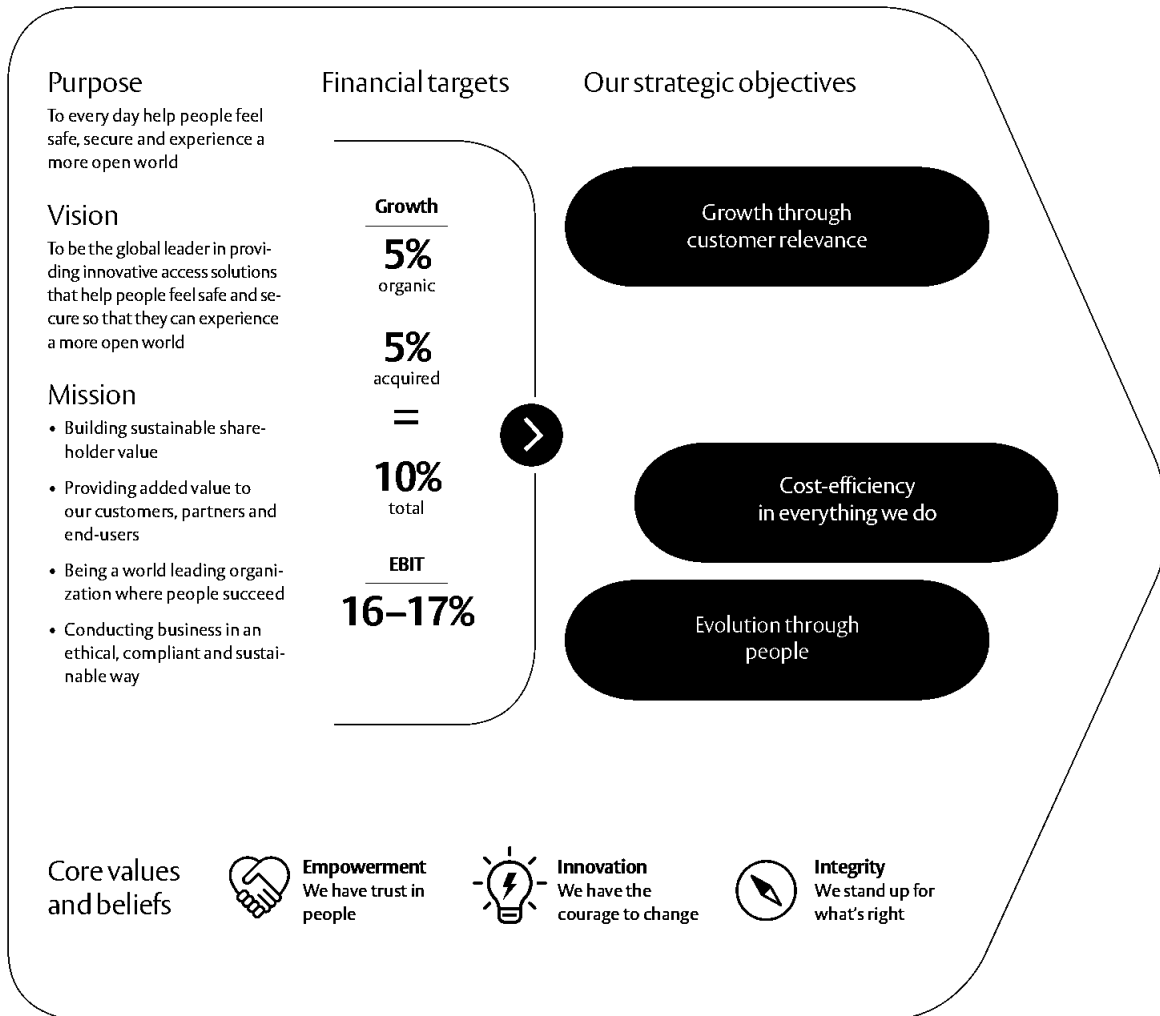 Purpose
To every day help people feel
safe, secure and experience a
more open world
Vision
To be the global leader in provi-
ding innovative access solutions
that help people feel safe and se-
cure so that they can experience
a more open world
Mission
• Building sustainable share-
holder value
• Providing added value to
our customers, partners and
end-users
• Being a world leading organi-
zation where people succeed
• Conducting business in an
ethical, compliant and sustai-
nable way
Financial targets
Growth
5%
organic
5%
acquired
=
10%
total
EBIT
16–17%
Our strategic objectives
Growth through
customer relevance
Cost-efficiency
in everything we do
Evolution through
people
Core values
and beliefs
Empowerment
We have trust in
people
Innovation
We have the
courage to change
Integrity
We stand up for
what's right